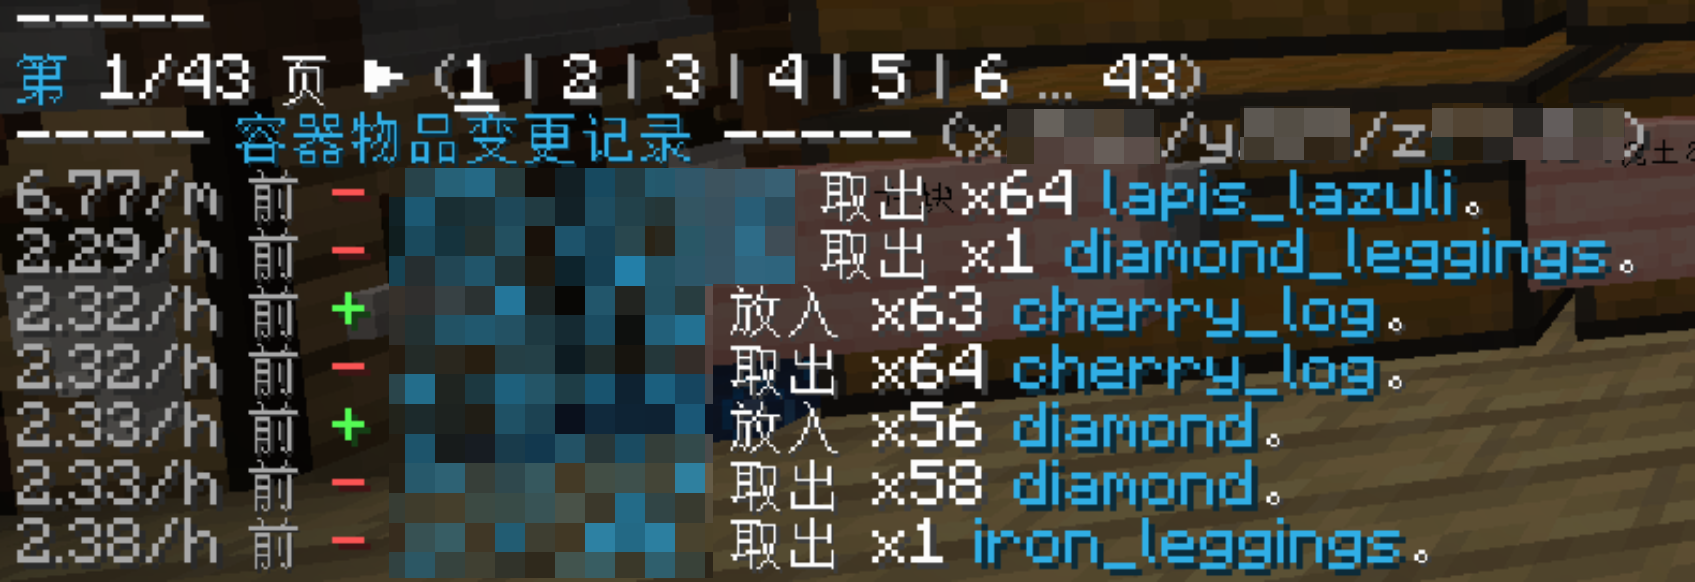 -----
第 1/43 页 ► (1 | 2 | 3 | 4 | 5 | 6 ... 43)
----- 容器物品变更记录 ----- (x /y /z )
6.77/m 前 - 取出 x64 lapis_lazuli。
2.29/h 前 - 取出 x1 diamond_leggings。
2.32/h 前 + 放入 x63 cherry_log。
2.32/h 前 - 取出 x64 cherry_log。
2.33/h 前 + 放入 x56 diamond。
2.33/h 前 - 取出 x58 diamond。
2.38/h 前 - 取出 x1 iron_leggings。